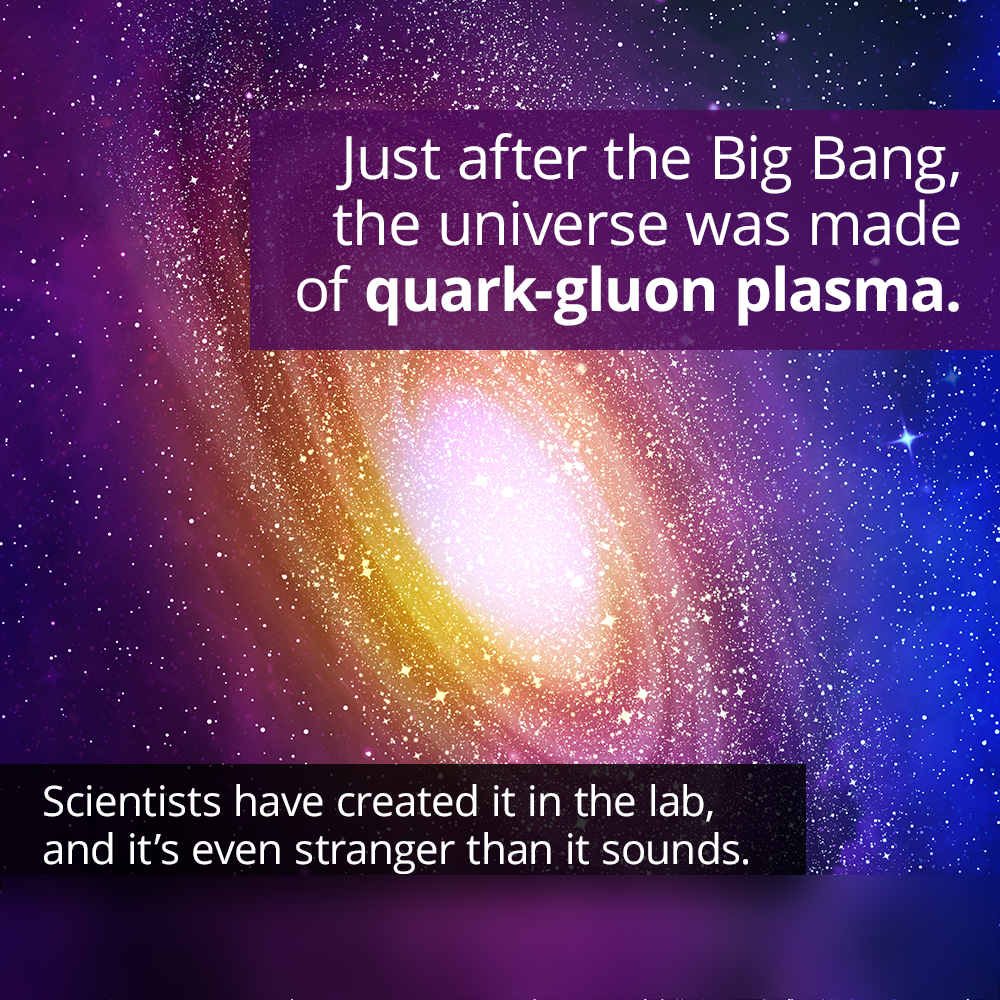 Just after the Big Bang,
the universe was made
of quark-gluon plasma.
Scientists have created it in the lab,
and it’s even stranger than it sounds.